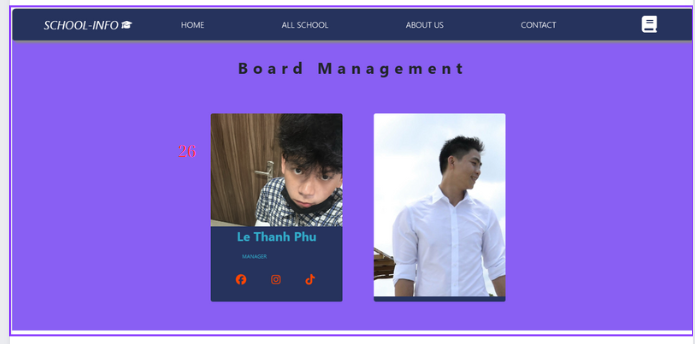 SCHOOL-INFO HOME ALL SCHOOL ABOUT US CONTACT
Board Management
26
Le Thanh Phu
MANAGER